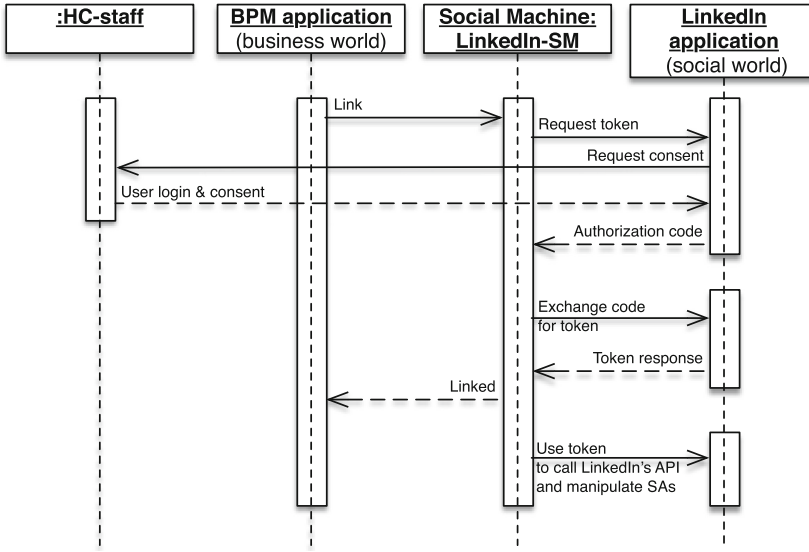 :HC-staff
BPM application
(business world)
Social Machine:
LinkedIn-SM
LinkedIn
application
(social world)
Link
Request token
Request consent
User login & consent
Authorization code
Exchange code
for token
Token response
Linked
Use token
to call LinkedIn's API
and manipulate SAs